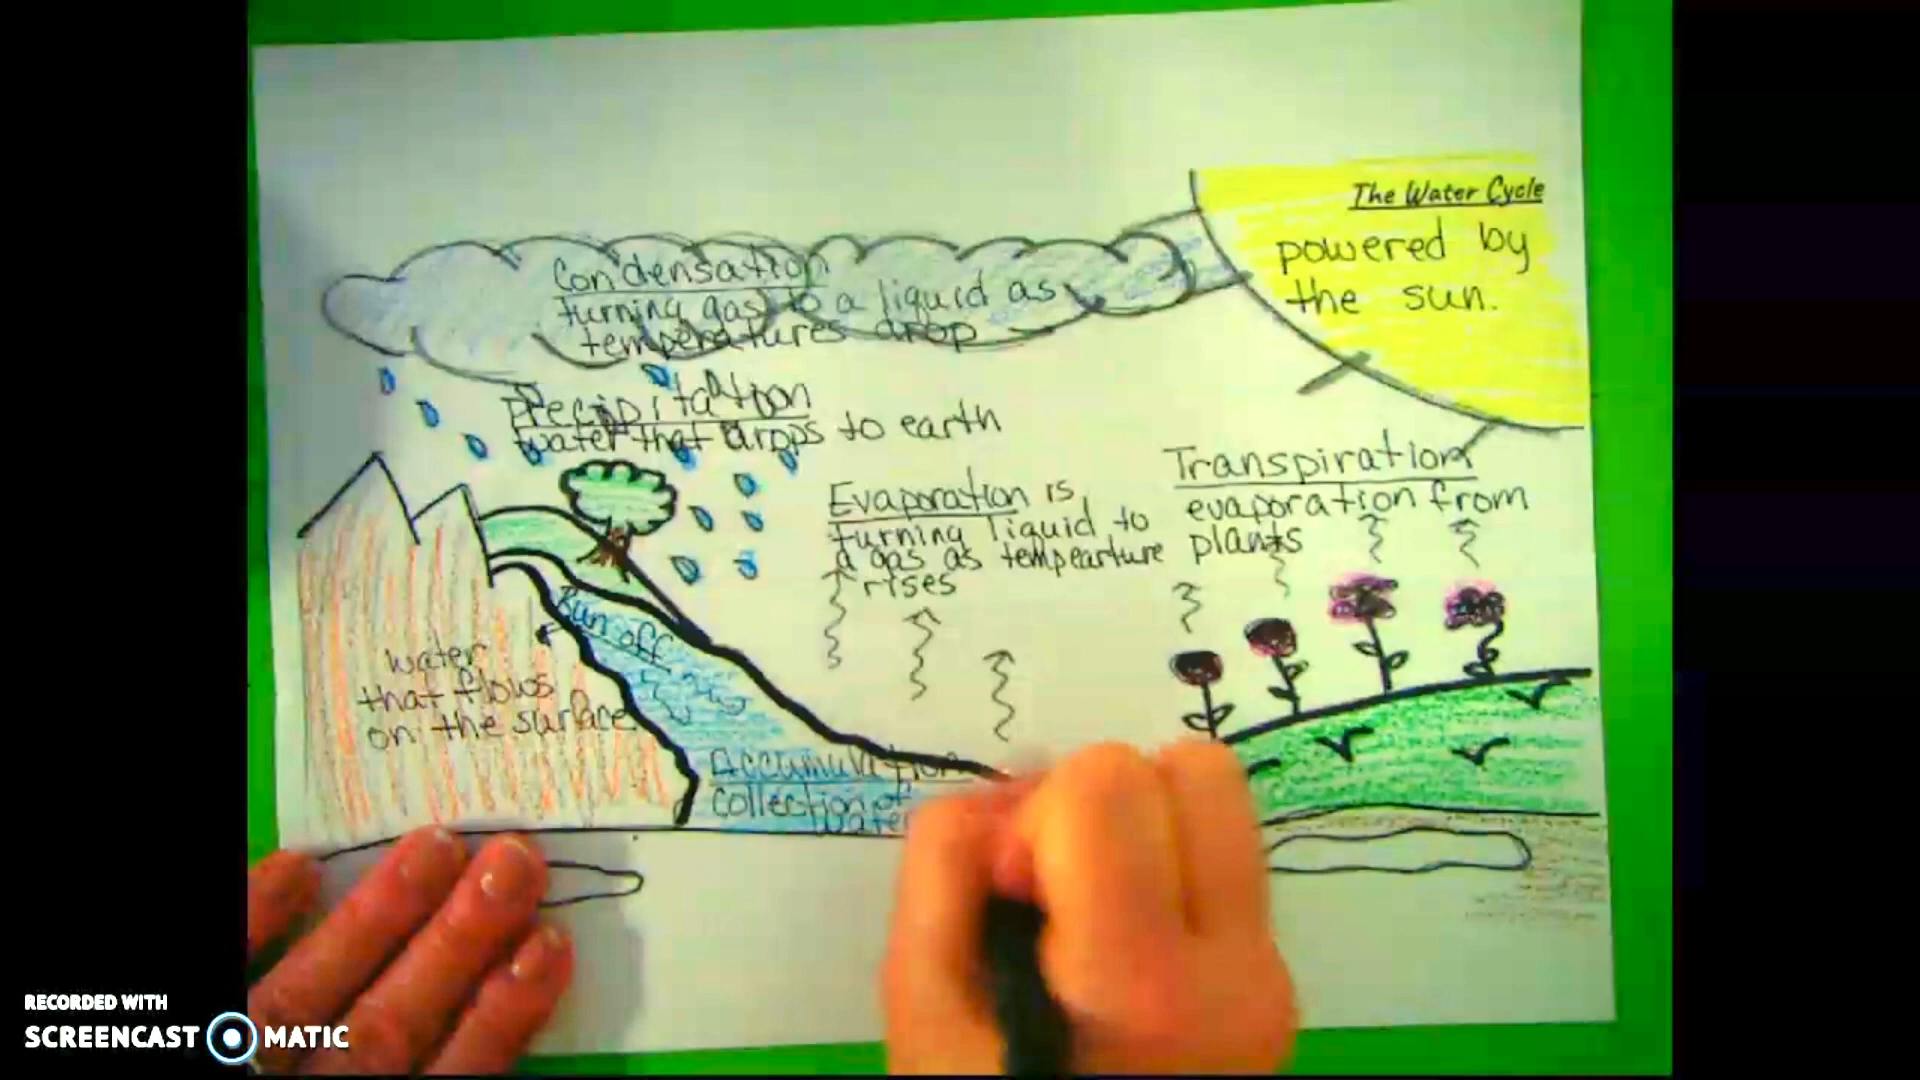 The Water Cycle
powered by
the sun.
Condensation
turning gas to a liquid as
temperatures drop
Precipitation
water that drops to earth
Evaporation is
turning liquid to
a gas as tempearture
rises
Transpiration
evaporation from
plants
Run off
water
that flows
on the surface
Accumulation
collection of
water
RECORDED WITH
SCREENCAST MATIC